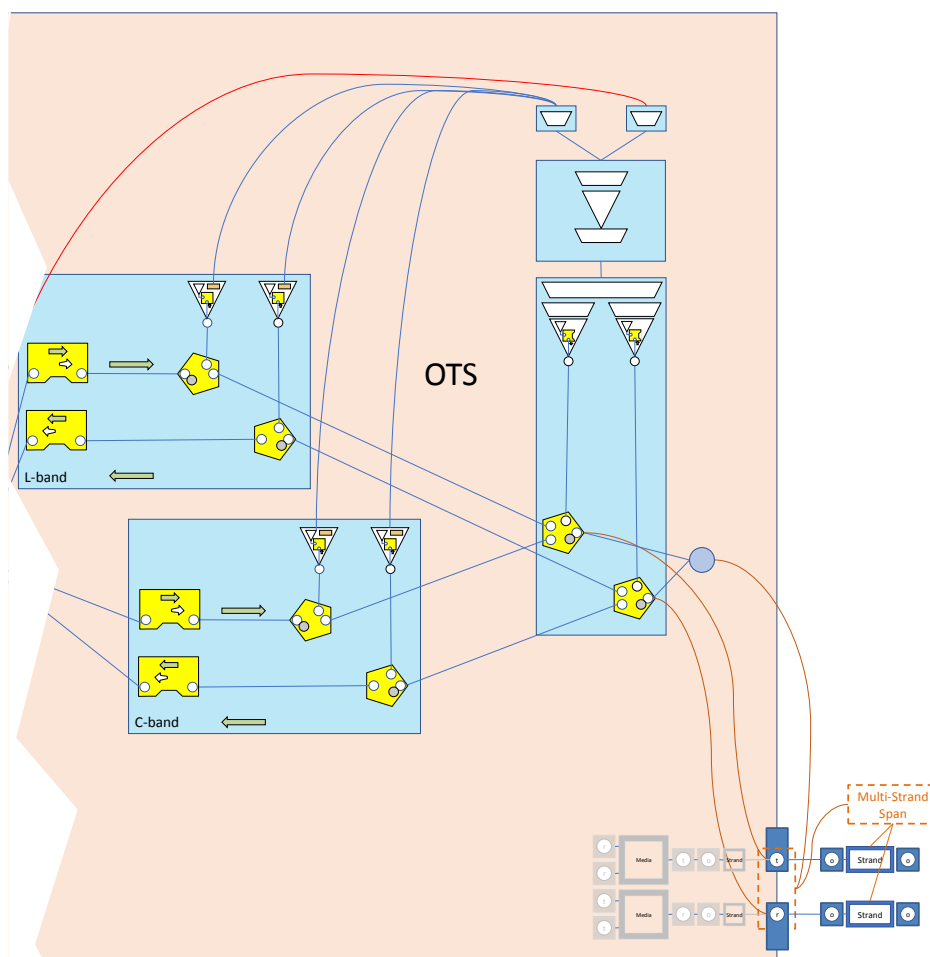 OTS
L-band
C-band
Multi-Strand
Span
r
Media
t
o
Strand
t
o
Strand
o
r
t
Media
r
o
Strand
r
o
Strand
o
t